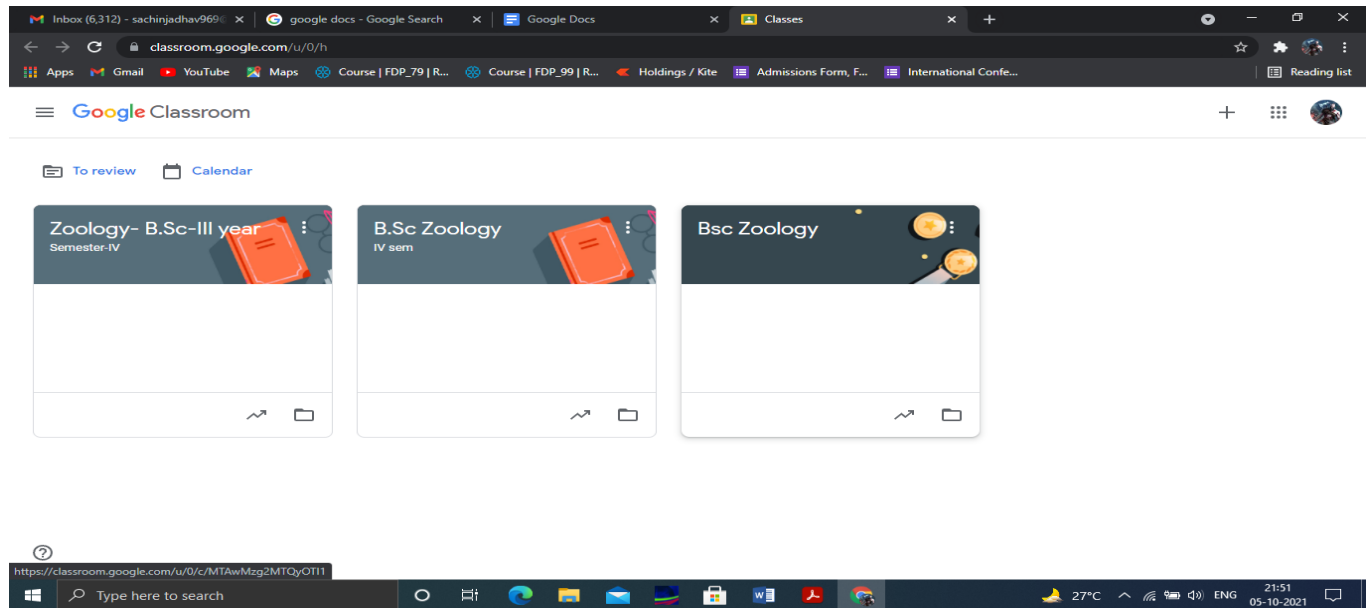 Inbox (6,312) - sachinjadhav969
google docs - Google Search
Google Docs
Classes
classroom.google.com/u/0/h
Apps
Gmail
YouTube
Maps
Course | FDP_79 | R...
Course | FDP_99 | R...
Holdings / Kite
Admissions Form, F...
International Confe...
Reading list
Google Classroom
To review
Calendar
Zoology- B.Sc-III year
Semester-IV
B.Sc Zoology
IV sem
Bsc Zoology
https://classroom.google.com/u/0/c/MTAwMzg2MTQyOTI1
Type here to search
27°C
ENG
21:51
05-10-2021